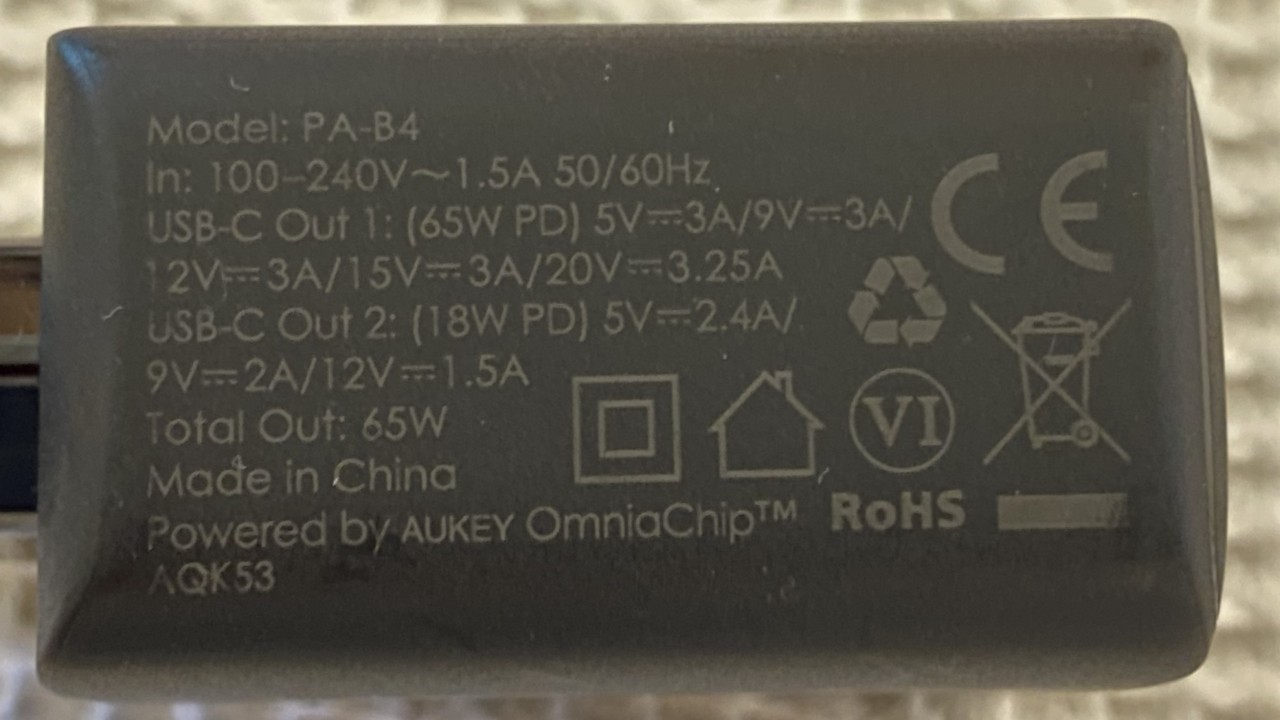 Model: PA-B4
In: 100–240V～1.5A 50/60Hz
USB-C Out 1: (65W PD) 5V⎓3A/9V⎓3A/
12V⎓3A/15V⎓3A/20V⎓3.25A
USB-C Out 2: (18W PD) 5V⎓2.4A/
9V⎓2A/12V⎓1.5A
Total Out: 65W
Made in China
Powered by AUKEY OmniaChip™
AQK53
CE
VI
RoHS